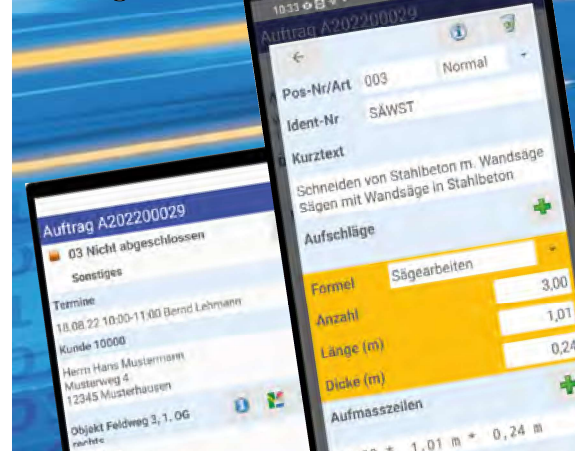 Auftrag A202200029
03 Nicht abgeschlossen
Sonstiges
Termine
18.08.22 10:00-11:00 Bernd Lehmann
Kunde 10000
Herrn Hans Mustermann
Musterweg 4
12345 Musterhausen
Objekt Feldweg 3, 1. OG
rechts
10:33
Auftrag A202200029
Pos-Nr/Art 003 Normal
Ident-Nr SÄWST
Kurztext
Schneiden von Stahlbeton m. Wandsäge
Sägen mit Wandsäge in Stahlbeton
Aufschläge
Formel Sägearbeiten
Anzahl 3,00
Länge (m) 1,01
Dicke (m) 0,24
Aufmasszeilen
* 1.01 m * 0,24 m